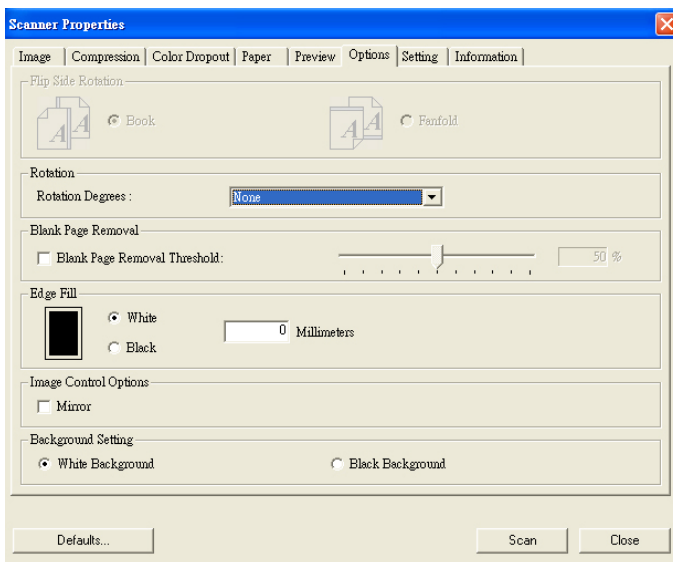 Scanner Properties
Image Compression Color Dropout Paper Preview Options Setting Information
Flip Side Rotation
A A Book A A Fanfold
Rotation
Rotation Degrees : None
Blank Page Removal
Blank Page Removal Threshold: 50 %
Edge Fill
White
0 Millimeters
Black
Image Control Options
Mirror
Background Setting
White Background Black Background
Defaults... Scan Close